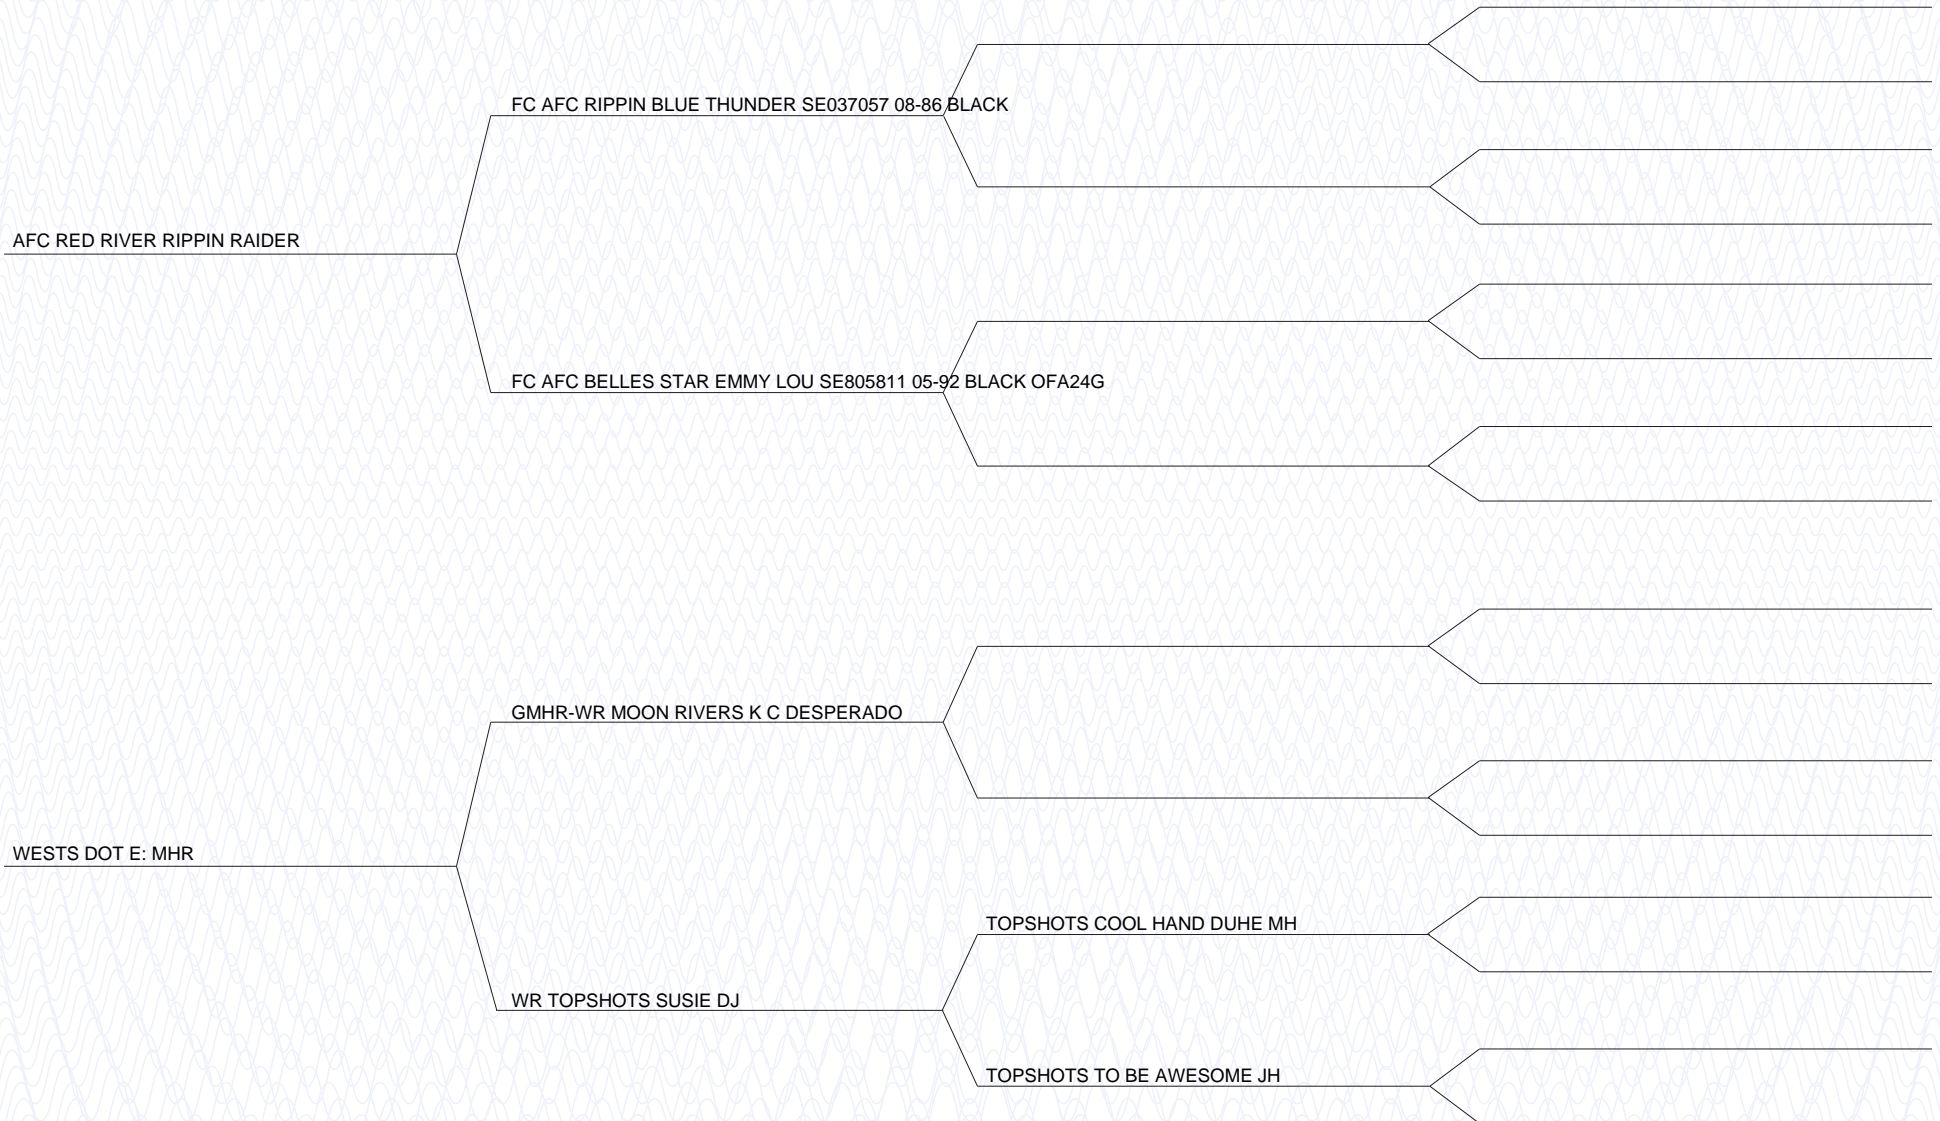 FC AFC RIPPIN BLUE THUNDER SE037057 08-86 BLACK
AFC RED RIVER RIPPIN RAIDER
FC AFC BELLES STAR EMMY LOU SE805811 05-92 BLACK OFA24G
GMHR-WR MOON RIVERS K C DESPERADO
WESTS DOT E: MHR
TOPSHOTS COOL HAND DUHE MH
WR TOPSHOTS SUSIE DJ
TOPSHOTS TO BE AWESOME JH